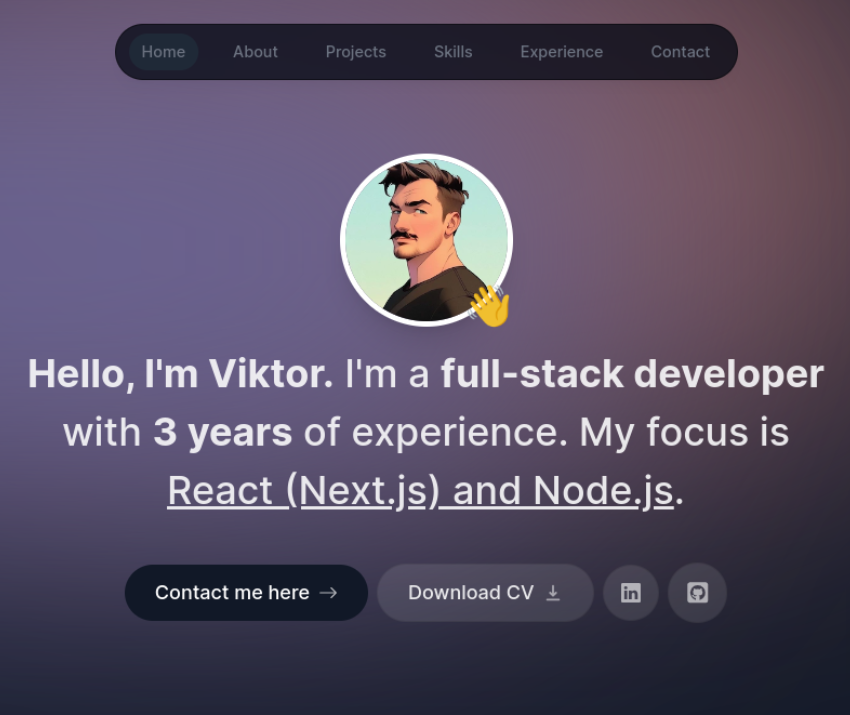 Home About Projects Skills Experience Contact
Hello, I'm Viktor. I'm a full-stack developer
with 3 years of experience. My focus is
React (Next.js) and Node.js.
Contact me here Download CV in